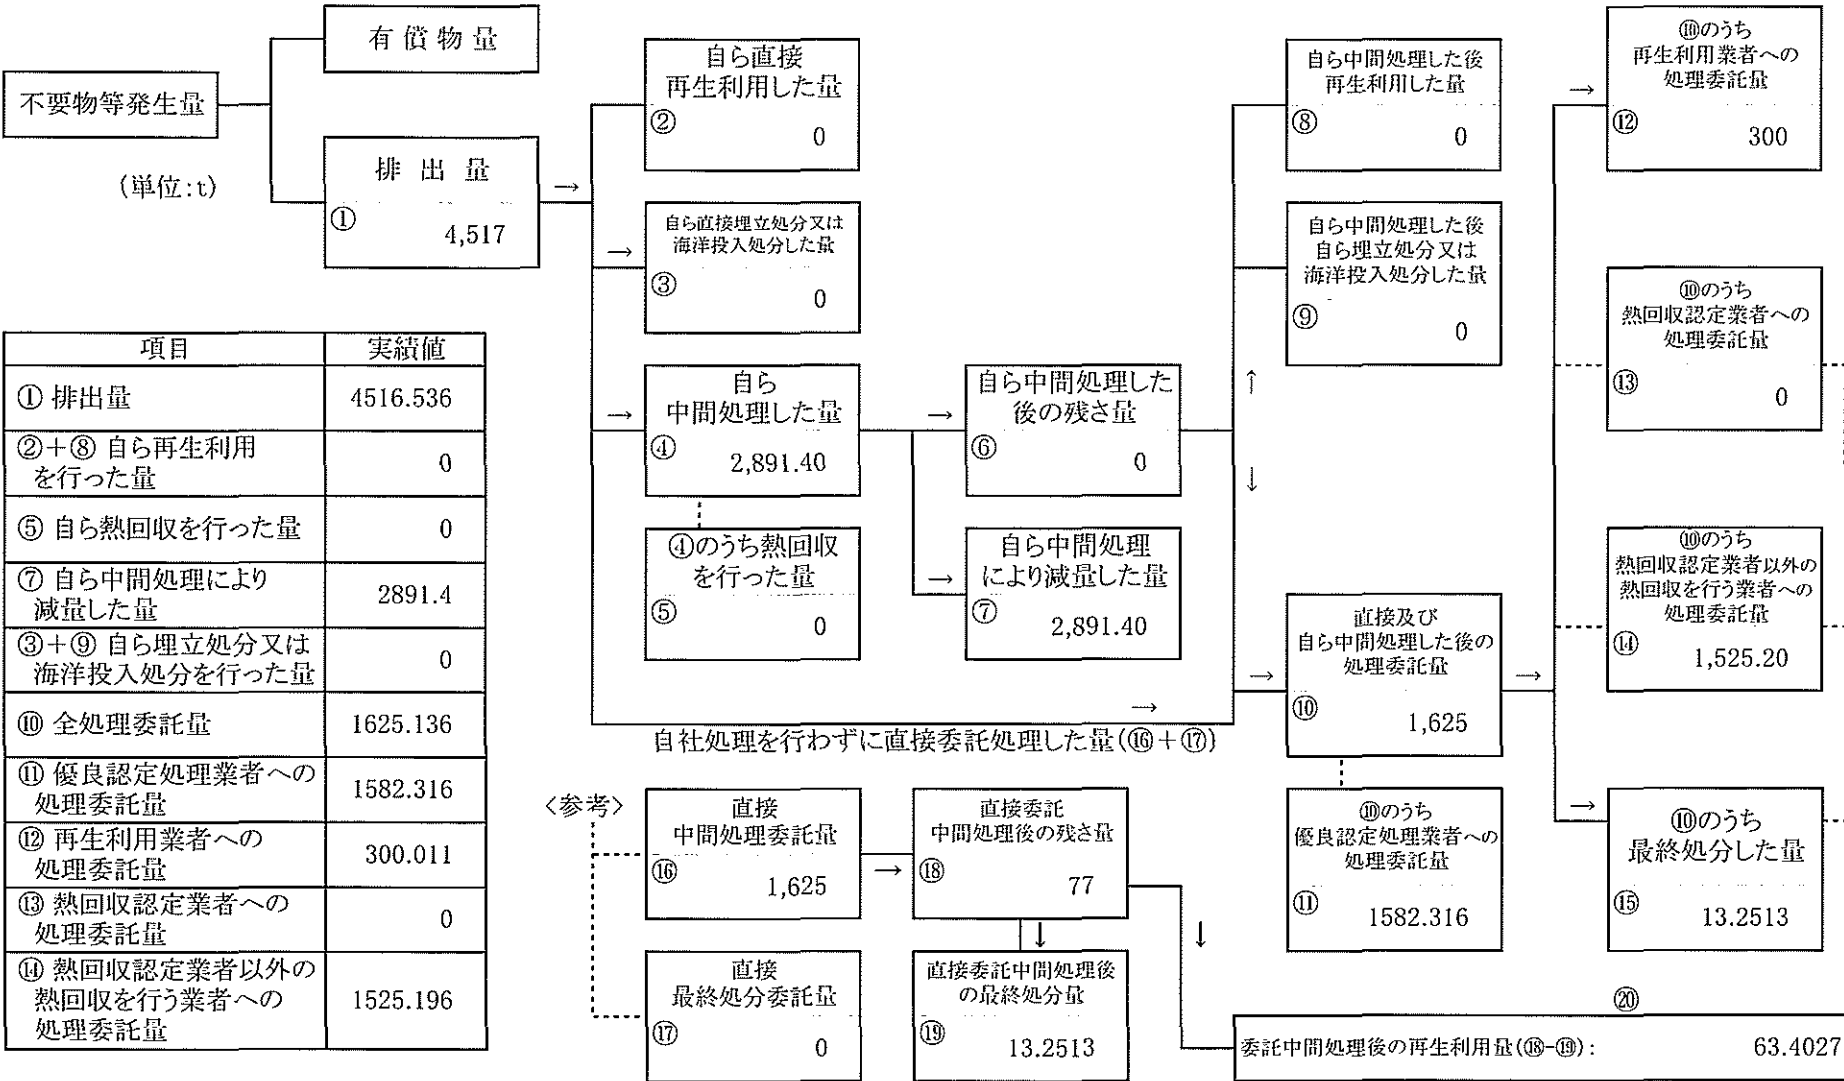 有 償 物 量
不要物等発生量
(単位:t)
排 出 量
①
4,517
→
自ら直接
再生利用した量
②
0
→
自ら直接埋立処分又は
海洋投入処分した量
③
0
→
自ら
中間処理した量
④
2,891.40
④のうち熱回収
を行った量
⑤
0
→
自ら中間処理した
後の残さ量
⑥
0
→
自ら中間処理
により減量した量
⑦
2,891.40
→
自社処理を行わずに直接委託処理した量(⑯+⑰)
↑
↓
自ら中間処理した後
再生利用した量
⑧
0
自ら中間処理した後
自ら埋立処分又は
海洋投入処分した量
⑨
0
→
直接及び
自ら中間処理した後の
処理委託量
⑩
1,625
⑩のうち
優良認定処理業者への
処理委託量
⑪
1582.316
→
→
⑩のうち
再生利用業者への
処理委託量
⑫
300
⑩のうち
熱回収認定業者への
処理委託量
⑬
0
⑩のうち
熱回収認定業者以外の
熱回収を行う業者への
処理委託量
⑭
1,525.20
→
⑩のうち
最終処分した量
⑮
13.2513
項目 実績値
① 排出量 4516.536
②+⑧ 自ら再生利用
を行った量 0
⑤ 自ら熱回収を行った量 0
⑦ 自ら中間処理により
減量した量 2891.4
③+⑨ 自ら埋立処分又は
海洋投入処分を行った量 0
⑩ 全処理委託量 1625.136
⑪ 優良認定処理業者への
処理委託量 1582.316
⑫ 再生利用業者への
処理委託量 300.011
⑬ 熱回収認定業者への
処理委託量 0
⑭ 熱回収認定業者以外の
熱回収を行う業者への
処理委託量 1525.196
〈参考〉
直接
中間処理委託量
⑯
1,625
→
直接委託
中間処理後の残さ量
⑱
77
↓
↓
直接
最終処分委託量
⑰
0
直接委託中間処理後
の最終処分量
⑲
13.2513
⑳
委託中間処理後の再生利用量(⑱-⑲): 63.4027